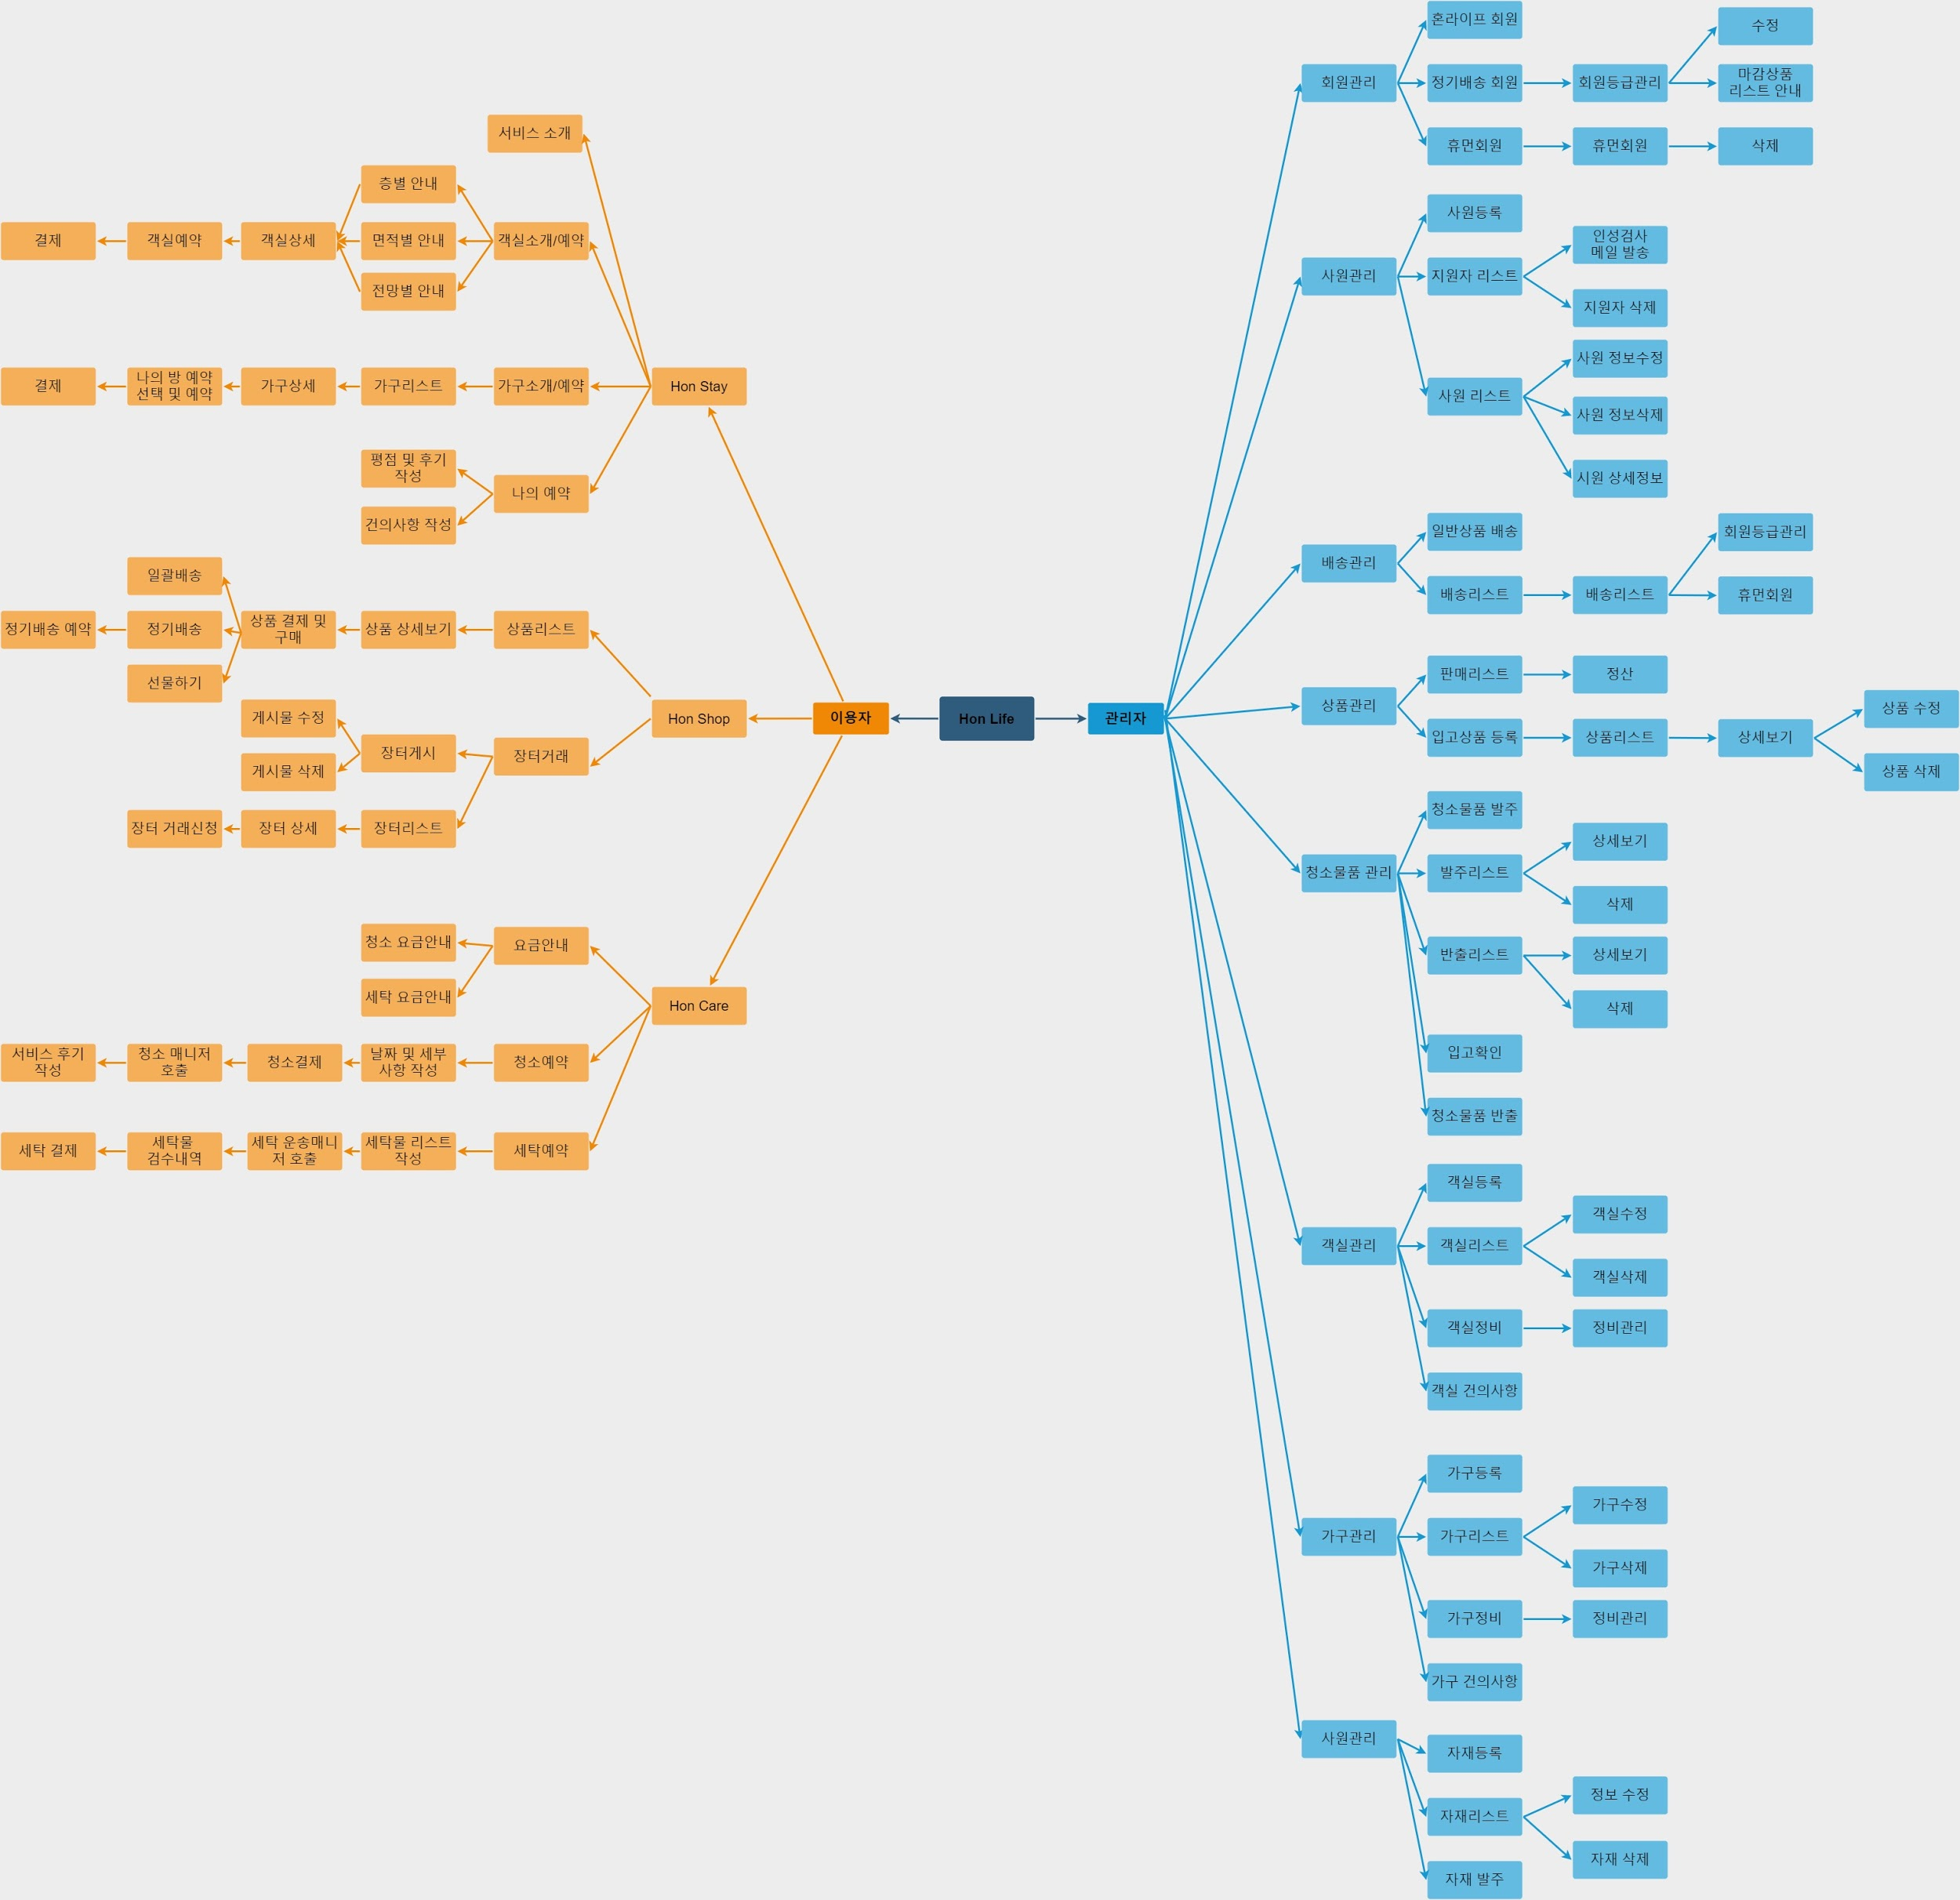 Hon Life
이용자
Hon Stay
서비스 소개
객실소개/예약
층별 안내
면적별 안내
전망별 안내
객실상세
객실예약
결제
가구소개/예약
가구리스트
가구상세
나의 방 예약
선택 및 예약
결제
나의 예약
평점 및 후기
작성
건의사항 작성
Hon Shop
상품리스트
상품 상세보기
상품 결제 및
구매
일괄배송
정기배송
정기배송 예약
선물하기
장터거래
장터게시
게시물 수정
게시물 삭제
장터리스트
장터 상세
장터 거래신청
Hon Care
요금안내
청소 요금안내
세탁 요금안내
청소예약
날짜 및 세부
사항 작성
청소결제
청소 매니저
호출
서비스 후기
작성
세탁예약
세탁물 리스트
작성
세탁 운송매니
저 호출
세탁물
검수내역
세탁 결제
관리자
회원관리
혼라이프 회원
정기배송 회원
회원등급관리
수정
마감상품
리스트 안내
휴먼회원
휴먼회원
삭제
사원관리
사원등록
지원자 리스트
인성검사
메일 발송
지원자 삭제
사원 리스트
사원 정보수정
사원 정보삭제
시원 상세정보
배송관리
일반상품 배송
배송리스트
배송리스트
회원등급관리
휴먼회원
상품관리
판매리스트
정산
입고상품 등록
상품리스트
상세보기
상품 수정
상품 삭제
청소물품 관리
청소물품 발주
발주리스트
상세보기
삭제
반출리스트
상세보기
삭제
입고확인
청소물품 반출
객실관리
객실등록
객실리스트
객실수정
객실삭제
객실정비
정비관리
객실 건의사항
가구관리
가구등록
가구리스트
가구수정
가구삭제
가구정비
정비관리
가구 건의사항
사원관리
자재등록
자재리스트
정보 수정
자재 삭제
자재 발주